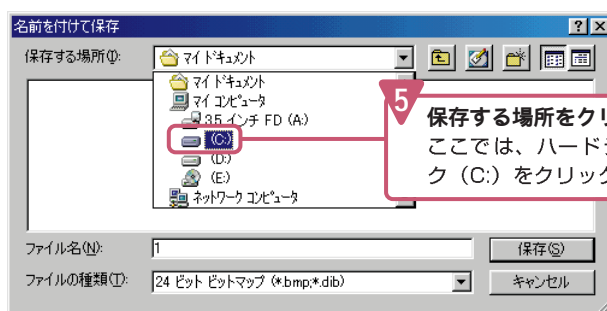 名前を付けて保存
保存する場所(I):
マイ ドキュメント
マイ ドキュメント
マイ コンピュータ
3.5 インチ FD (A:)
(C:)
(D:)
(E:)
ネットワーク コンピュータ
5
保存する場所をクリ
ここでは、ハードデ
ク（C:）をクリック
ファイル名(N):
1
保存(S)
ファイルの種類(T):
24 ビット ビットマップ (*.bmp;*.dib)
キャンセル